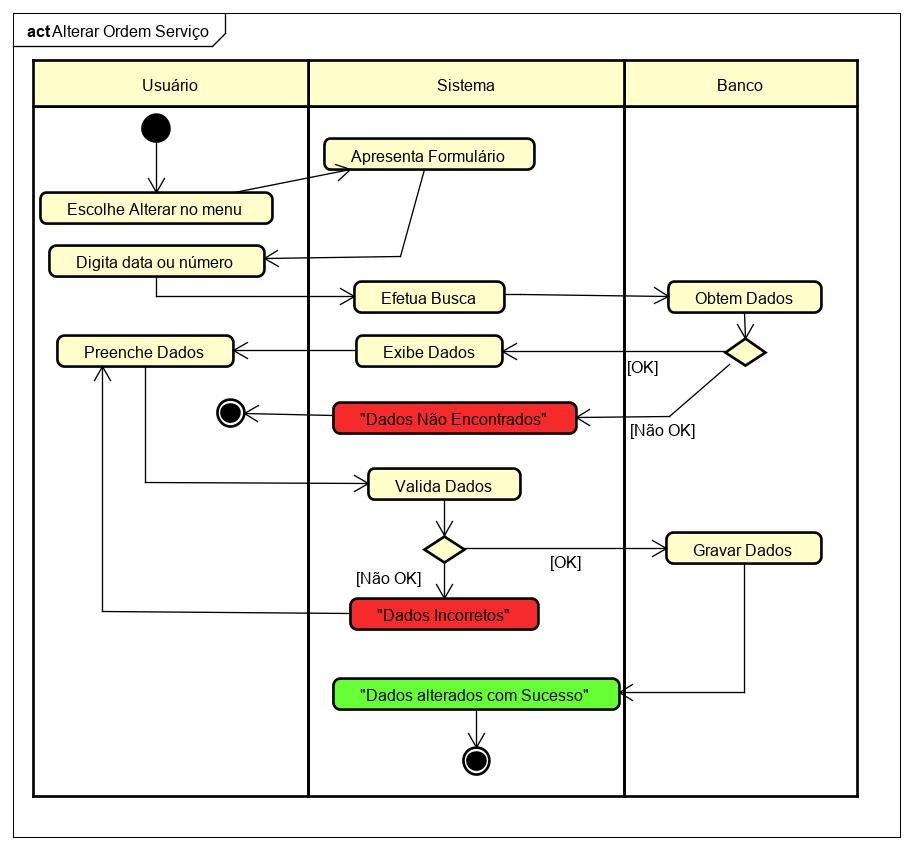 act Alterar Ordem Serviço
Usuário
Sistema
Banco
Apresenta Formulário
Escolhe Alterar no menu
Digita data ou número
Efetua Busca
Obtem Dados
Preenche Dados
Exibe Dados
[OK]
"Dados Não Encontrados"
[Não OK]
Valida Dados
Gravar Dados
[OK]
[Não OK]
"Dados Incorretos"
"Dados alterados com Sucesso"